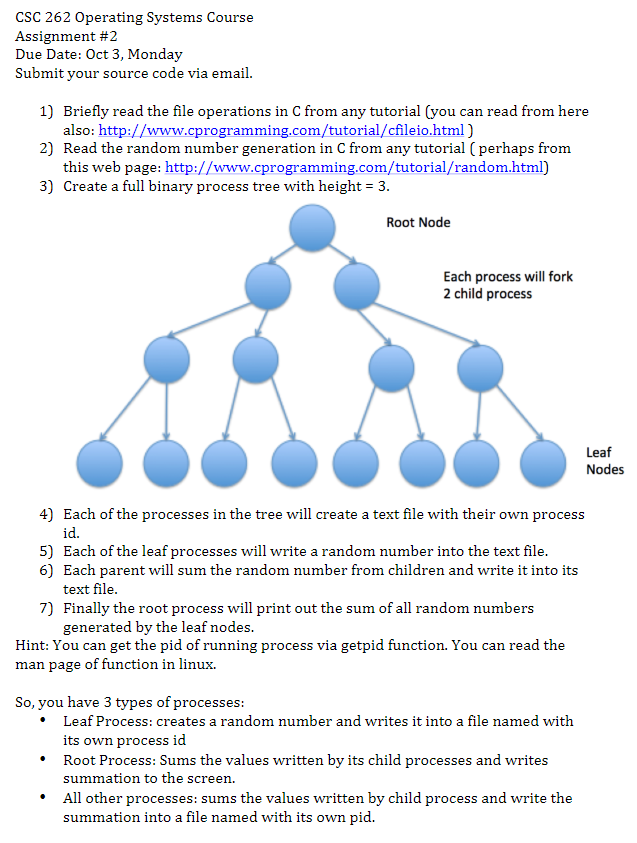 CSC 262 Operating Systems Course
Assignment #2
Due Date: Oct 3, Monday
Submit your source code via email.
1) Briefly read the file operations in C from any tutorial (you can read from here
also: http://www.cprogramming.com/tutorial/cfileio.html )
2) Read the random number generation in C from any tutorial ( perhaps from
this web page: http://www.cprogramming.com/tutorial/random.html)
3) Create a full binary process tree with height = 3.
Root Node
Each process will fork
2 child process
Leaf
Nodes
4) Each of the processes in the tree will create a text file with their own process
id.
5) Each of the leaf processes will write a random number into the text file.
6) Each parent will sum the random number from children and write it into its
text file.
7) Finally the root process will print out the sum of all random numbers
generated by the leaf nodes.
Hint: You can get the pid of running process via getpid function. You can read the
man page of function in linux.
So, you have 3 types of processes:
• Leaf Process: creates a random number and writes it into a file named with
its own process id
• Root Process: Sums the values written by its child processes and writes
summation to the screen.
• All other processes: sums the values written by child process and write the
summation into a file named with its own pid.